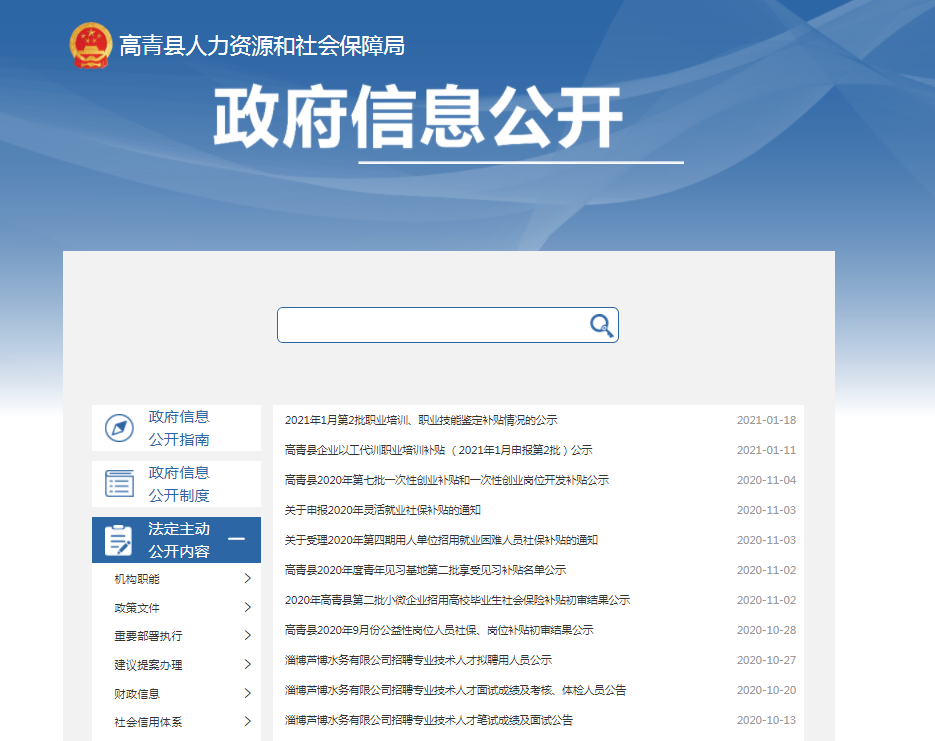 高青县人力资源和社会保障局
政府信息公开
政府信息
公开指南
政府信息
公开制度
法定主动
公开内容
机构职能
政策文件
重要部署执行
建议提案办理
财政信息
社会信用体系
2021年1月第2批职业培训、职业技能鉴定补贴情况的公示 2021-01-18
高青县企业以工代训职业培训补贴 （2021年1月申报第2批）公示 2021-01-11
高青县2020年第七批一次性创业补贴和一次性创业岗位开发补贴公示 2020-11-04
关于申报2020年灵活就业社保补贴的通知 2020-11-03
关于受理2020年第四期用人单位招用就业困难人员社保补贴的通知 2020-11-03
高青县2020年度青年见习基地第二批享受见习补贴名单公示 2020-11-02
2020年高青县第二批小微企业招用高校毕业生社会保险补贴初审结果公示 2020-11-02
高青县2020年9月份公益性岗位人员社保、岗位补贴初审结果公示 2020-10-28
淄博芦博水务有限公司招聘专业技术人才拟聘用人员公示 2020-10-27
淄博芦博水务有限公司招聘专业技术人才面试成绩及考核、体检人员公告 2020-10-20
淄博芦博水务有限公司招聘专业技术人才笔试成绩及面试公告 2020-10-13